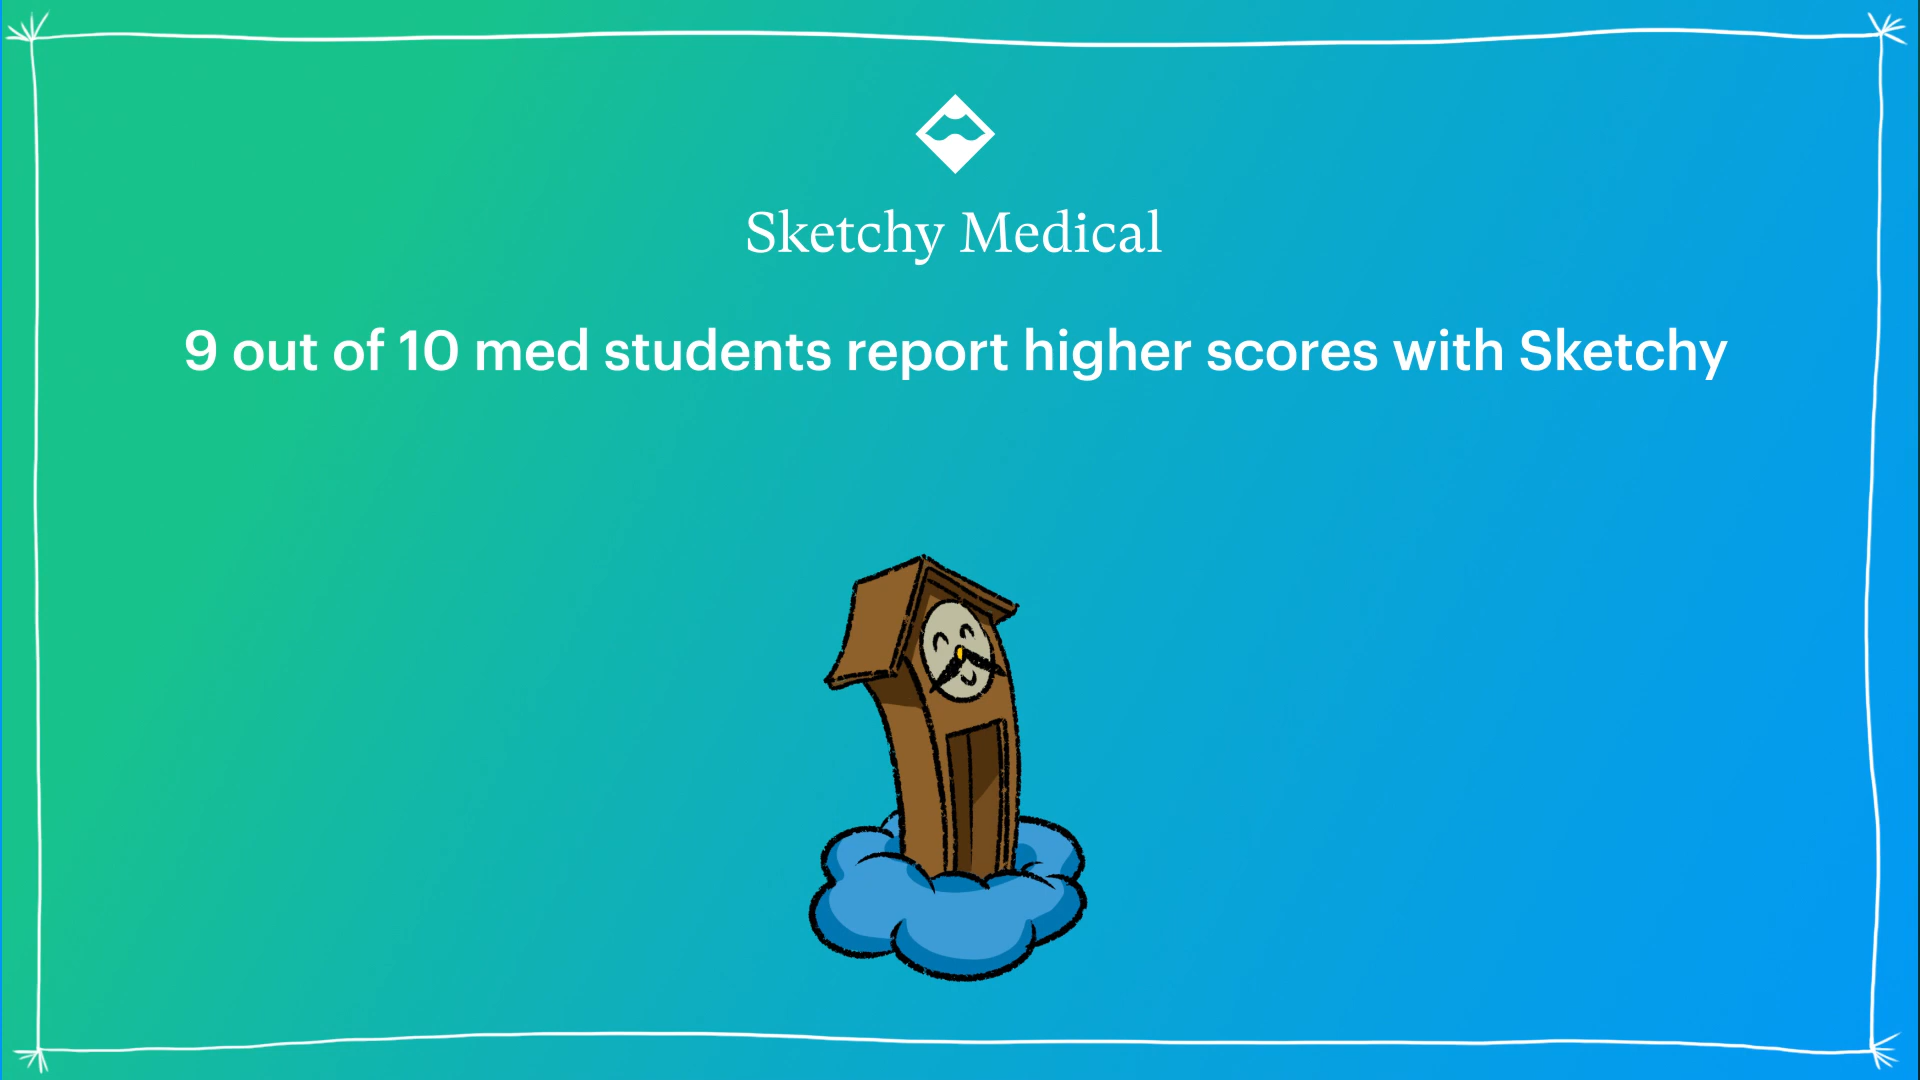 Sketchy Medical
9 out of 10 med students report higher scores with Sketchy